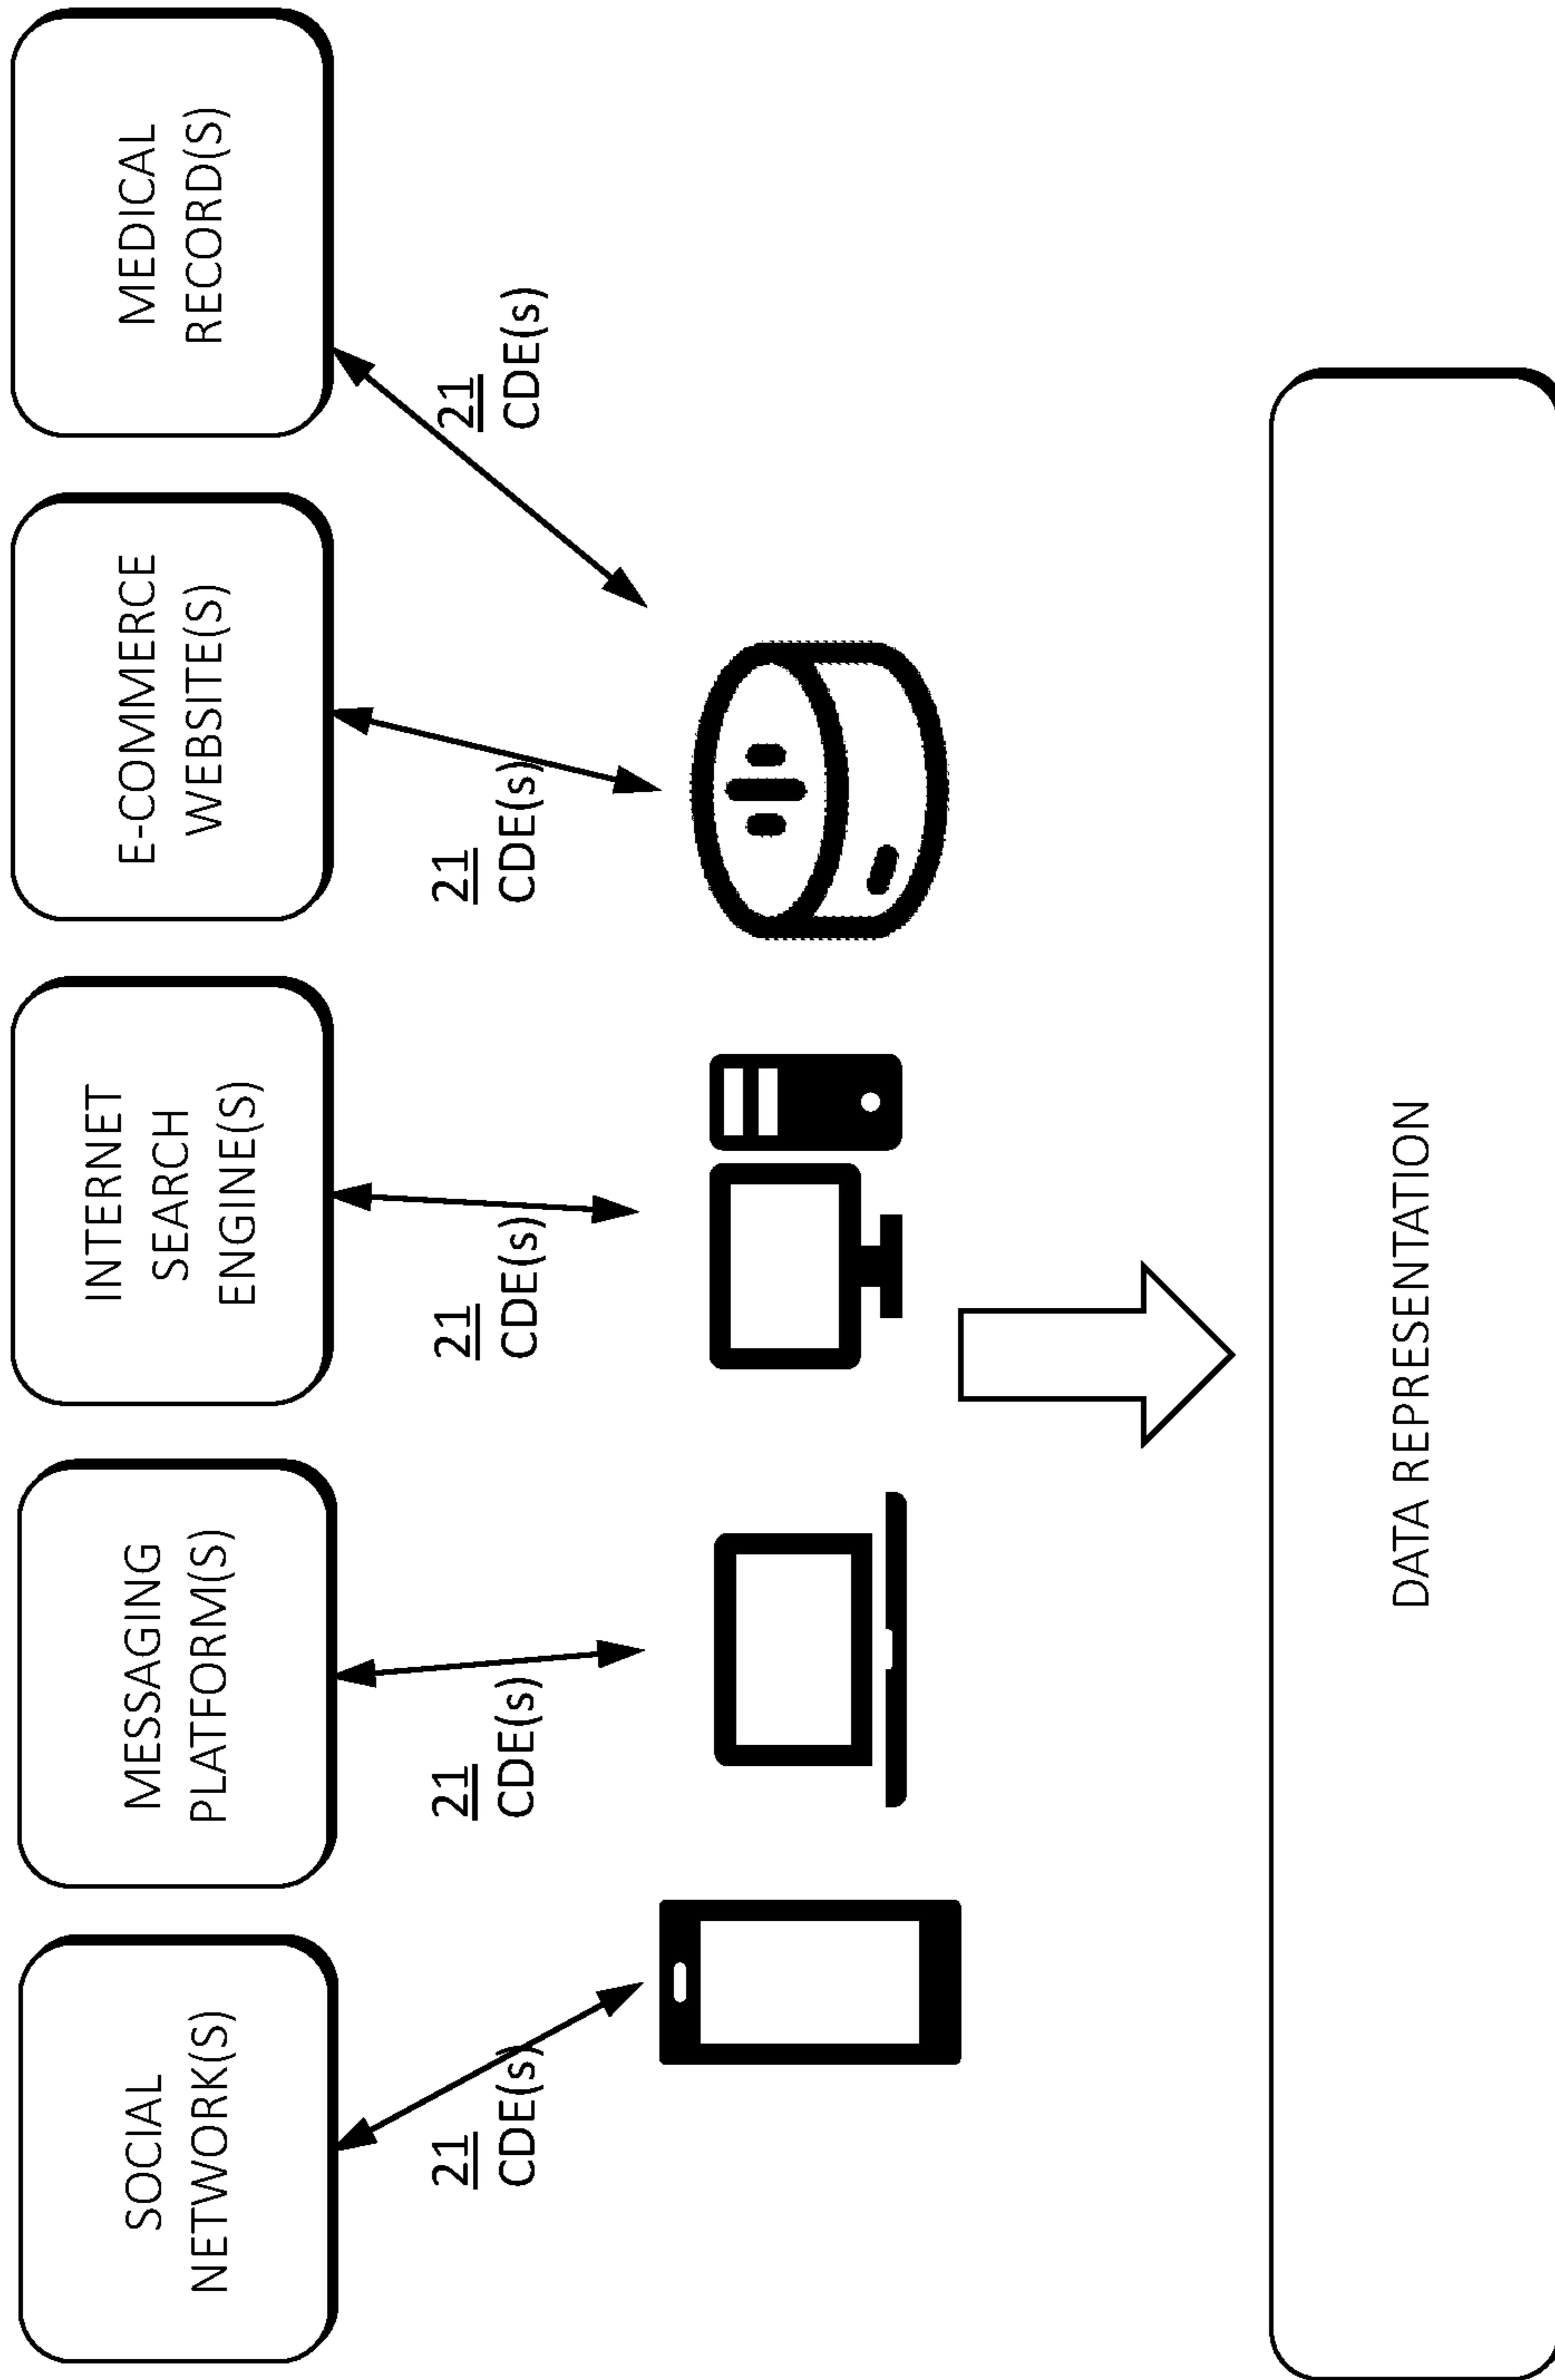 SOCIAL
NETWORK(S)
MESSAGING
PLATFORM(S)
INTERNET
SEARCH
ENGINE(S)
E-COMMERCE
WEBSITE(S)
MEDICAL
RECORD(S)
21
CDE(s)
21
CDE(s)
21
CDE(s)
21
CDE(s)
21
CDE(s)
DATA REPRESENTATION